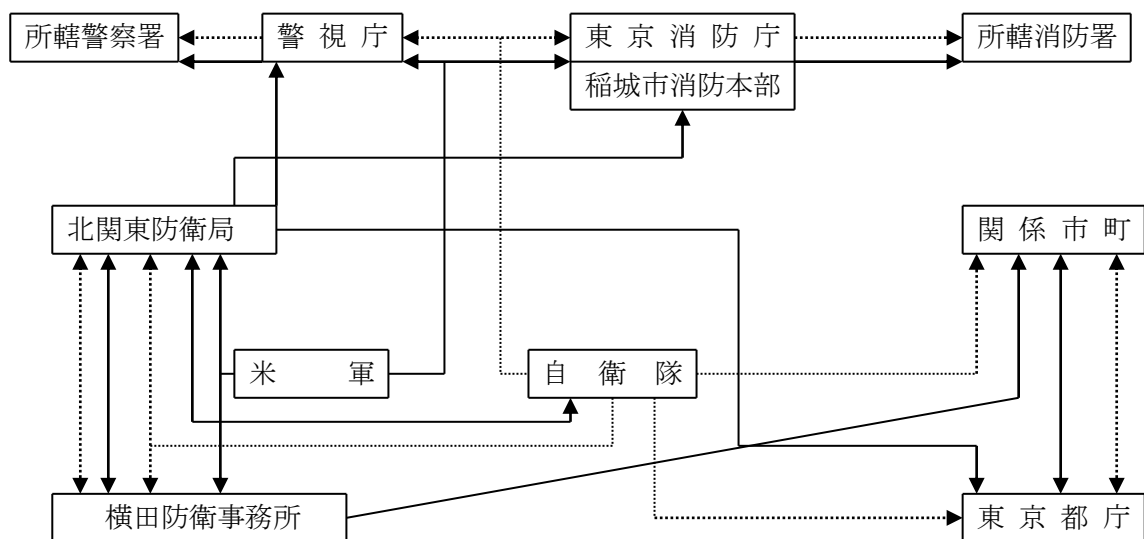 所轄警察署
警視庁
東京消防庁
所轄消防署
稲城市消防本部
北関東防衛局
関係市町
米軍
自衛隊
横田防衛事務所
東京都庁